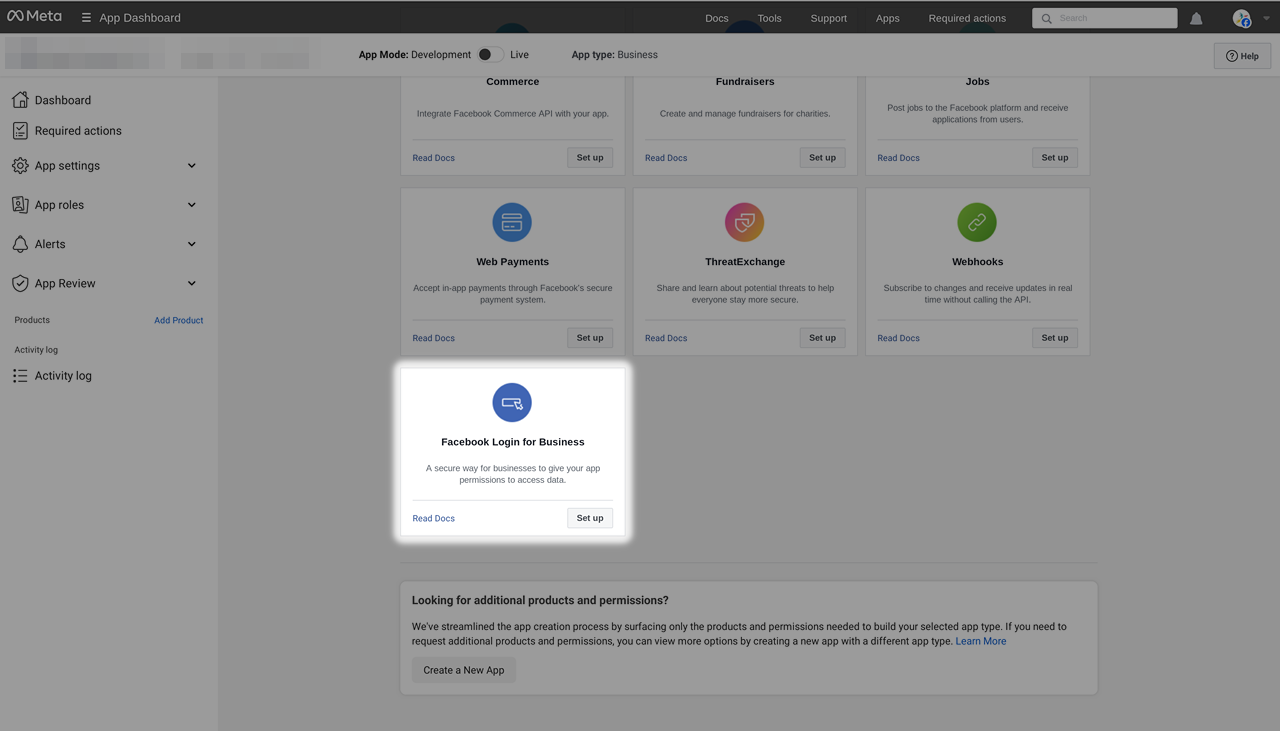 Meta
App Dashboard
Docs
Tools
Support
Apps
Required actions
Search
App Mode: Development
Live
App type: Business
Help
Dashboard
Required actions
App settings
App roles
Alerts
App Review
Products
Add Product
Activity log
Activity log
Commerce
Integrate Facebook Commerce API with your app.
Read Docs
Set up
Fundraisers
Create and manage fundraisers for charities.
Read Docs
Set up
Jobs
Post jobs to the Facebook platform and receive
applications from users.
Read Docs
Set up
Web Payments
Accept in-app payments through Facebook's secure
payment system.
Read Docs
Set up
ThreatExchange
Share and learn about potential threats to help
everyone stay more secure.
Read Docs
Set up
Webhooks
Subscribe to changes and receive updates in real
time without calling the API.
Read Docs
Set up
Facebook Login for Business
A secure way for businesses to give your app
permissions to access data.
Read Docs
Set up
Looking for additional products and permissions?
We've streamlined the app creation process by surfacing only the products and permissions needed to build your selected app type. If you need to
request additional products and permissions, you can view more options by creating a new app with a different app type. Learn More
Create a New App